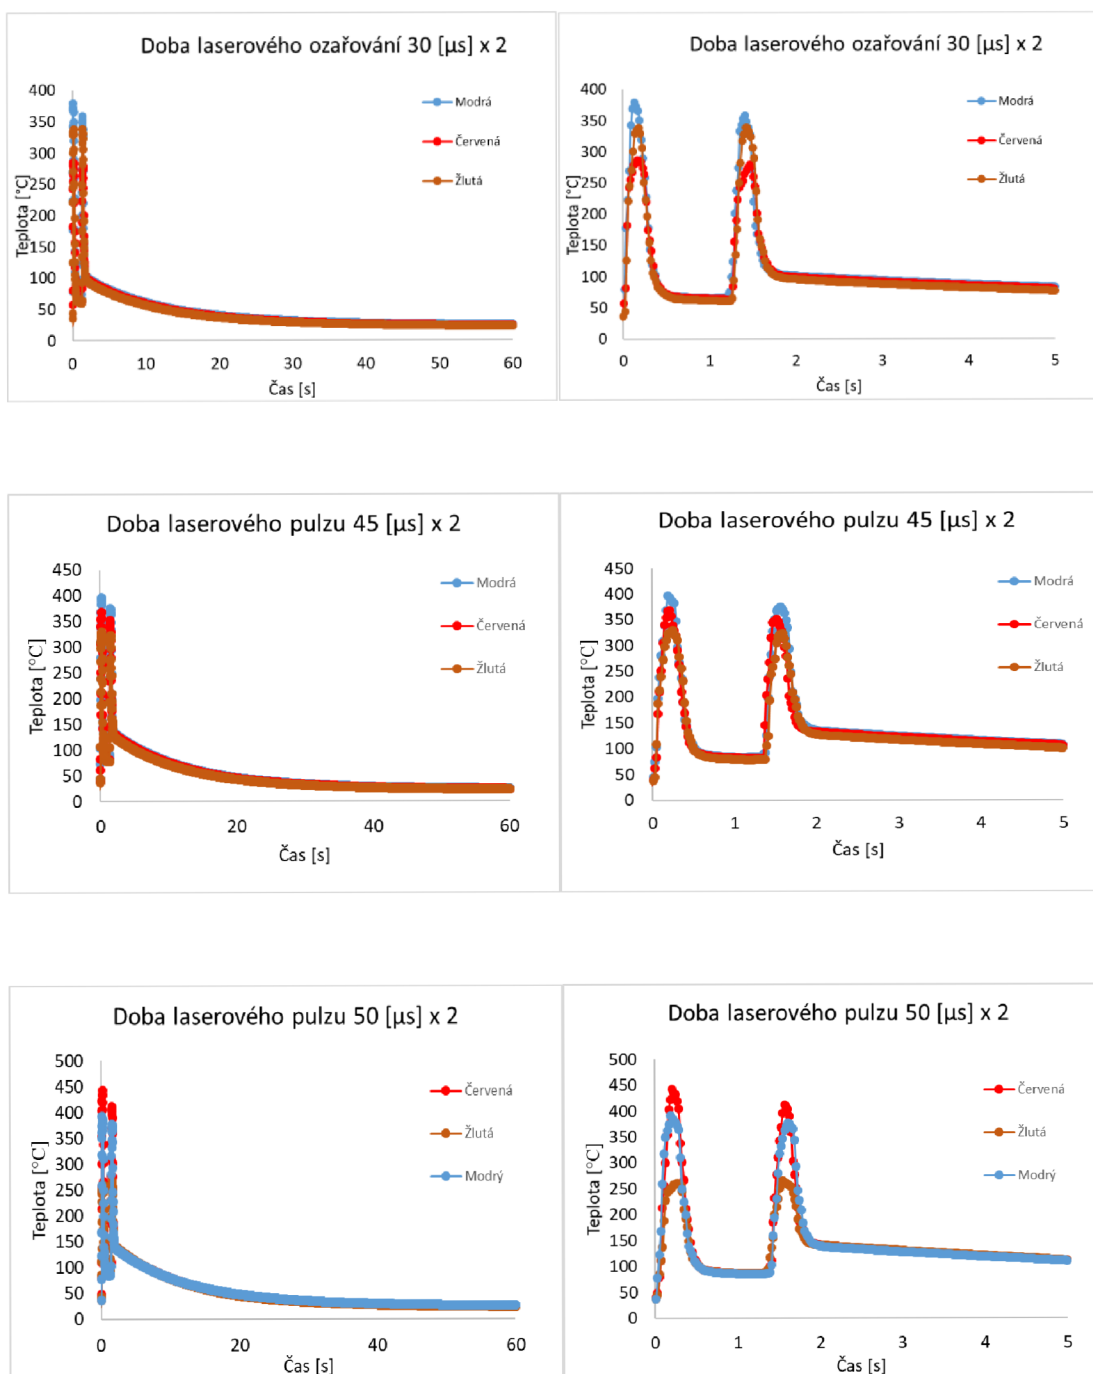 Doba laserového ozařování 30 [µs] x 2
400
350
300
250
200
150
100
50
0
Teplota [°C]
Modrá
Červená
Žlutá
0 10 20 30 40 50 60
Čas [s]
Doba laserového ozařování 30 [µs] x 2
400
350
300
250
200
150
100
50
0
Teplota [°C]
Modrá
Červená
Žlutá
0 1 2 3 4 5
Čas [s]
Doba laserového pulzu 45 [µs] x 2
450
400
350
300
250
200
150
100
50
0
Teplota [°C]
Modrá
Červená
Žlutá
0 20 40 60
Čas [s]
Doba laserového pulzu 45 [µs] x 2
450
400
350
300
250
200
150
100
50
0
Teplota [°C]
Modrá
Červená
Žlutá
0 1 2 3 4 5
Čas [s]
Doba laserového pulzu 50 [µs] x 2
500
450
400
350
300
250
200
150
100
50
0
Teplota [°C]
Červená
Žlutá
Modrý
0 20 40 60
Čas [s]
Doba laserového pulzu 50 [µs] x 2
500
450
400
350
300
250
200
150
100
50
0
Teplota [°C]
Červená
Žlutá
Modrý
0 1 2 3 4 5
Čas [s]